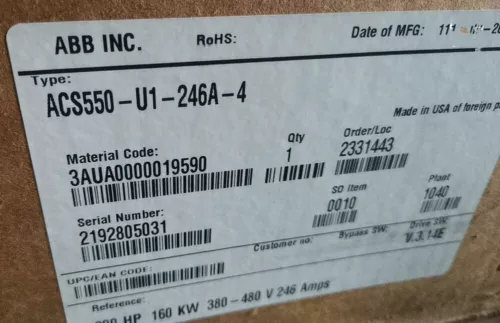 ABB INC. RoHS: Date of MFG:
Type:
ACS550-U1-246A-4
Made in USA of foreign
Material Code: Qty Order/Loc
3AUA0000019590 1 2331443
SO Item Plant
0010 1040
Serial Number:
2192805031
Customer no: Bypass SW: Drive SW:
V.3.14E
UPC/EAN CODE:
Reference:
HP 160 KW 380-480 V 246 Amps